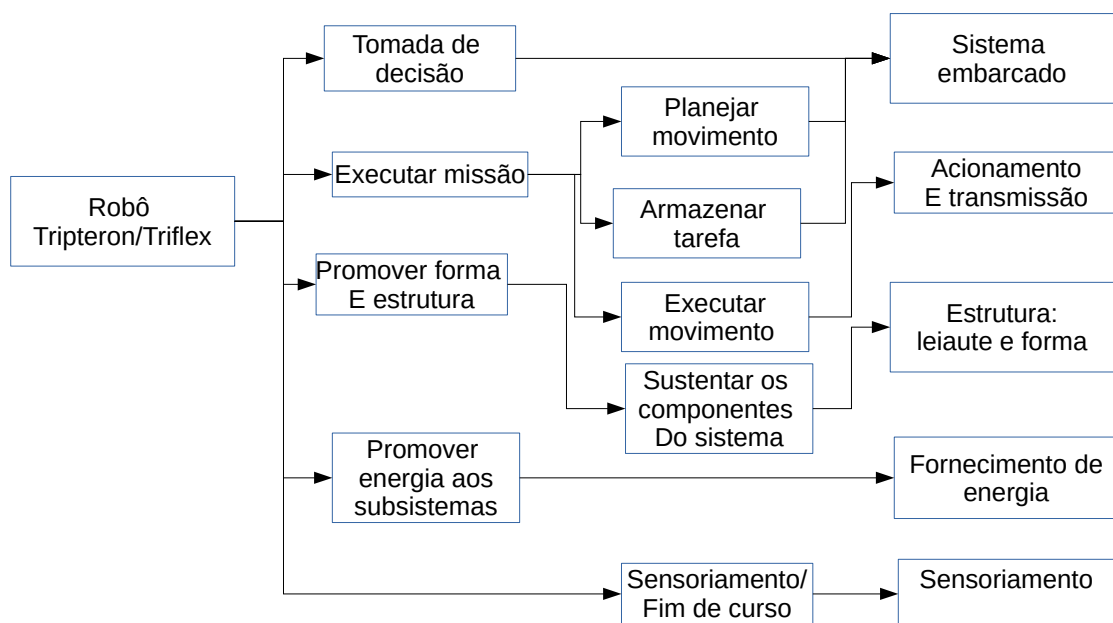 Robô
Tripteron/Triflex
Tomada de
decisão
Executar missão
Promover forma
E estrutura
Promover
energia aos
subsistemas
Planejar
movimento
Armazenar
tarefa
Executar
movimento
Sustentar os
componentes
Do sistema
Sensoriamento/
Fim de curso
Sistema
embarcado
Acionamento
E transmissão
Estrutura:
leiaute e forma
Fornecimento de
energia
Sensoriamento